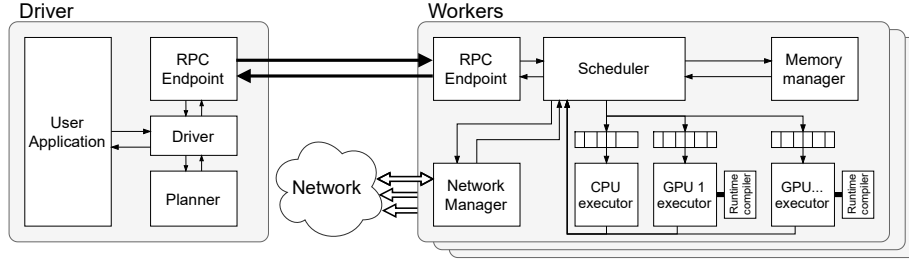 Driver
Workers
User
Application
RPC
Endpoint
Driver
Planner
Network
RPC
Endpoint
Scheduler
Memory
manager
Network
Manager
CPU
executor
GPU 1
executor
Runtime
compiler
GPU...
executor
Runtime
compiler